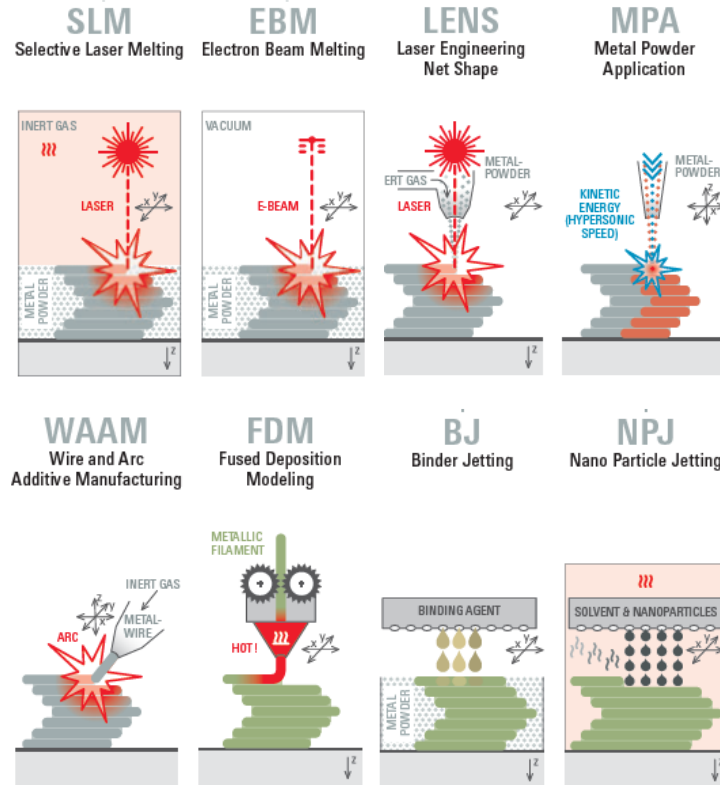 SLM
Selective Laser Melting
EBM
Electron Beam Melting
LENS
Laser Engineering
Net Shape
MPA
Metal Powder
Application
INERT GAS
LASER
x y
METAL
POWDER
z
VACUUM
E-BEAM
x y
METAL
POWDER
z
ERT GAS
METAL-
POWDER
LASER
x y
z
METAL-
POWDER
KINETIC
ENERGY
(HYPERSONIC
SPEED)
z
x y
WAAM
Wire and Arc
Additive Manufacturing
FDM
Fused Deposition
Modeling
BJ
Binder Jetting
NPJ
Nano Particle Jetting
INERT GAS
z
y
x
METAL-
WIRE
ARC
METALLIC
FILAMENT
HOT!
x y
z
BINDING AGENT
x y
METAL
POWDER
z
SOLVENT & NANOPARTICLES
x y
z